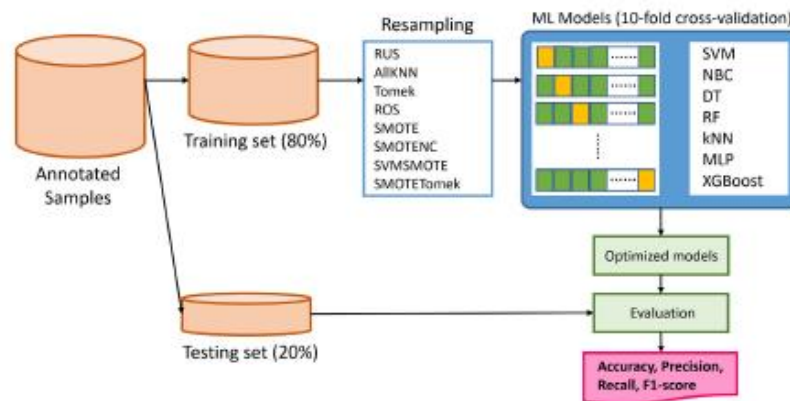 Resampling
ML Models (10-fold cross-validation)
RUS
AllKNN
Tomek
ROS
SMOTE
SMOTENC
SVMSMOTE
SMOTETomek
SVM
NBC
DT
RF
kNN
MLP
XGBoost
Training set (80%)
Annotated
Samples
Optimized models
Evaluation
Testing set (20%)
Accuracy, Precision,
Recall, F1-score